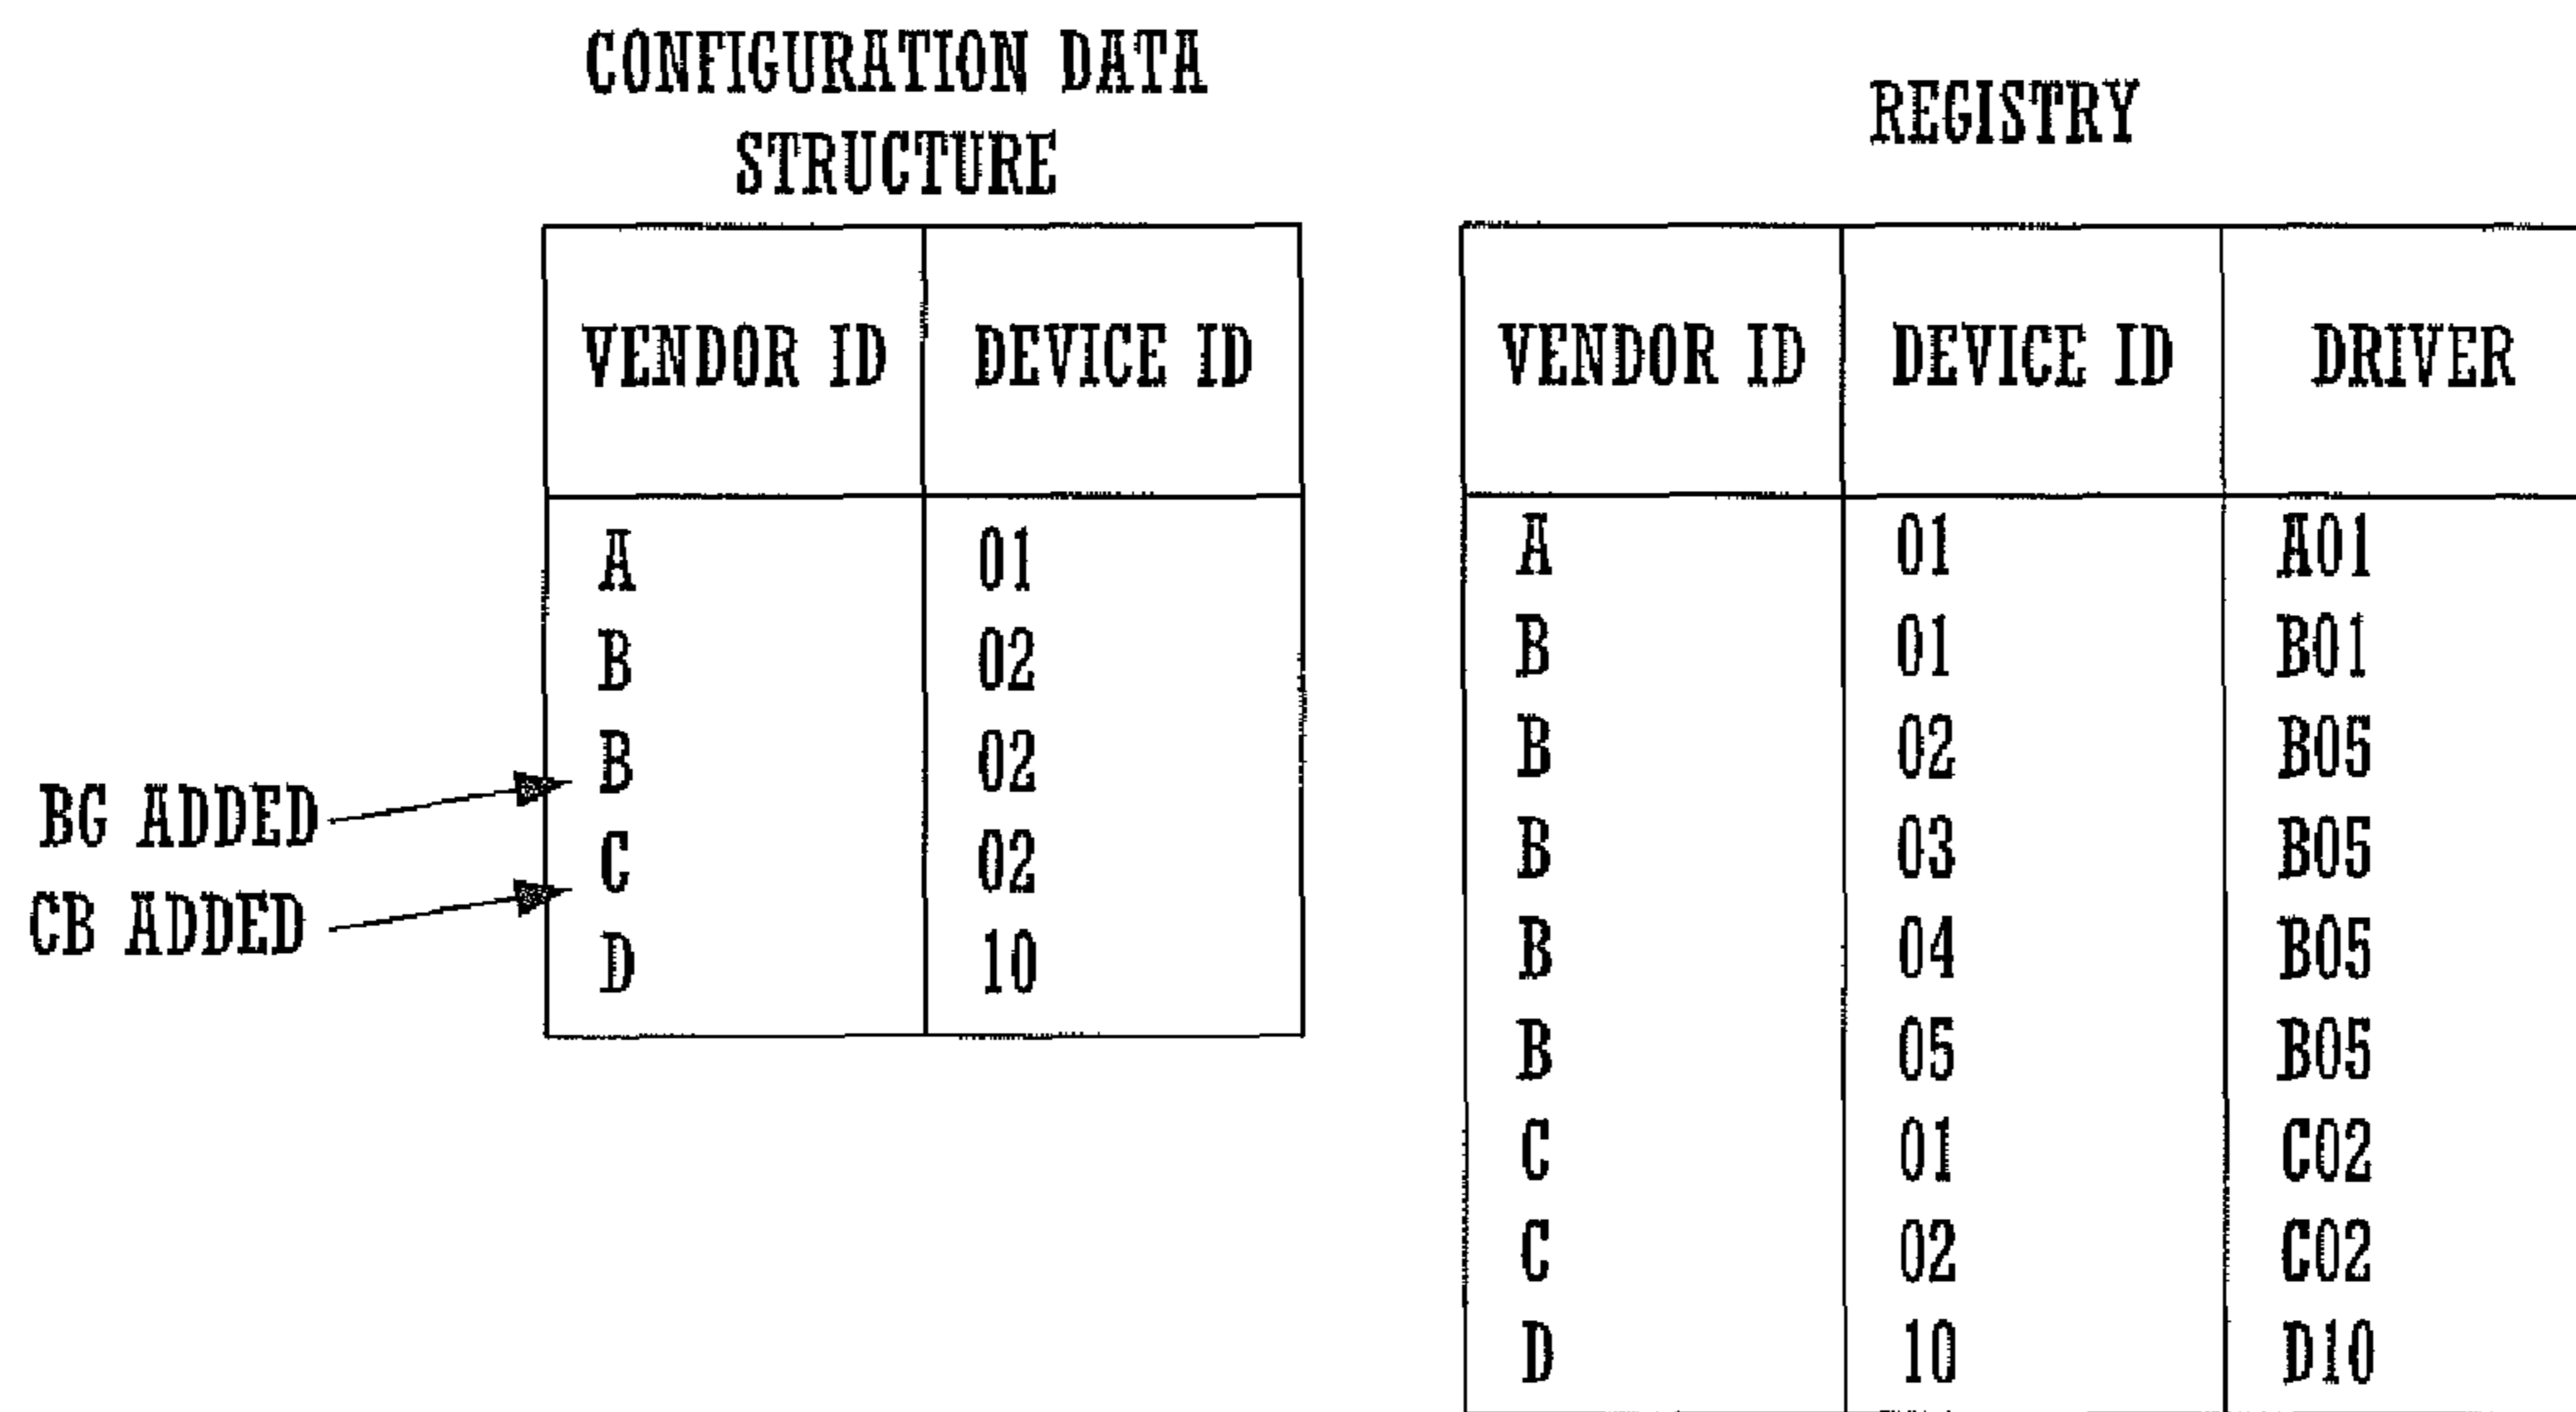 CONFIGURATION DATA
STRUCTURE
VENDOR ID DEVICE ID
A 01
B 02
B 02
C 02
D 10
BG ADDED
CB ADDED
REGISTRY
VENDOR ID DEVICE ID DRIVER
A 01 A01
B 01 B01
B 02 B05
B 03 B05
B 04 B05
B 05 B05
C 01 C02
C 02 C02
D 10 D10